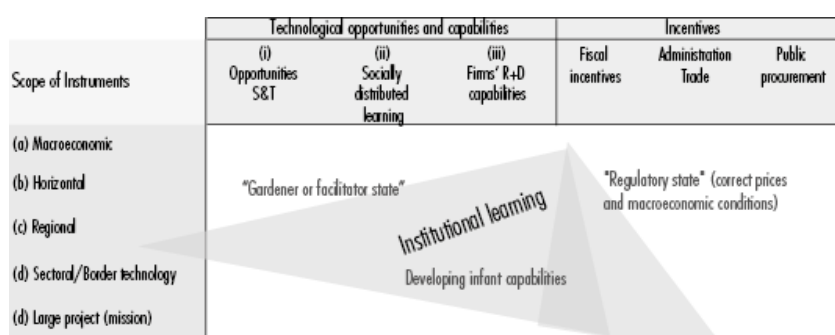 Technological opportunities and capabilities Incentives
Scope of Instruments
(i)
Opportunities
S&T
(ii)
Socially
distributed
learning
(iii)
Firms' R+D
capabilities
Fiscal
incentives
Administration
Trade
Public
procurement
(a) Macroeconomic
(b) Horizontal
(c) Regional
(d) Sectoral/Border technology
(d) Large project (mission)
"Gardener or facilitator state"
Institutional learning
Developing infant capabilities
"Regulatory state" (correct prices
and macroeconomic conditions)